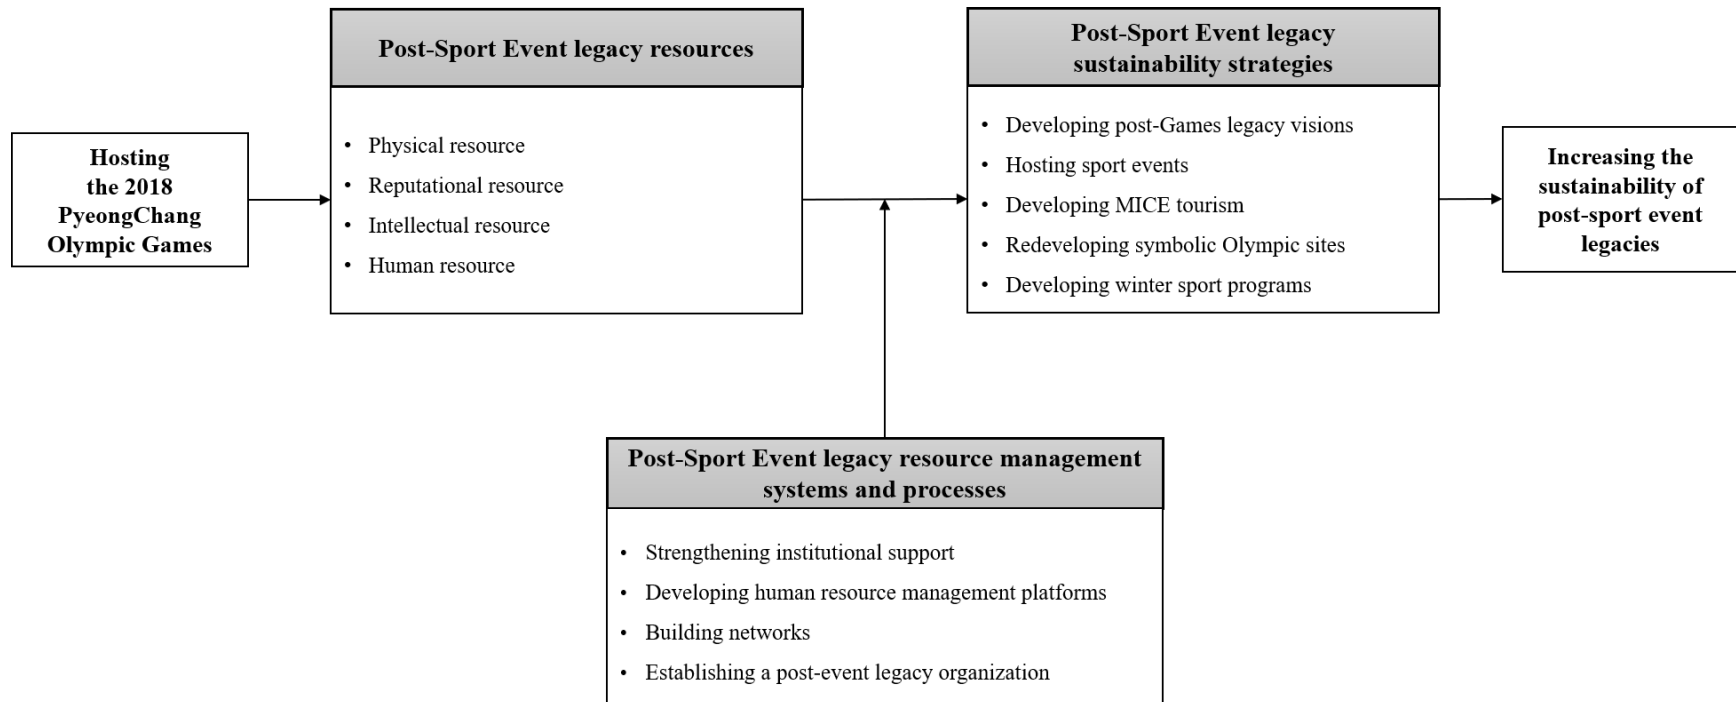 Hosting
the 2018
PyeongChang
Olympic Games
Post-Sport Event legacy resources
• Physical resource
• Reputational resource
• Intellectual resource
• Human resource
Post-Sport Event legacy
sustainability strategies
• Developing post-Games legacy visions
• Hosting sport events
• Developing MICE tourism
• Redeveloping symbolic Olympic sites
• Developing winter sport programs
Increasing the
sustainability of
post-sport event
legacies
Post-Sport Event legacy resource management
systems and processes
• Strengthening institutional support
• Developing human resource management platforms
• Building networks
• Establishing a post-event legacy organization